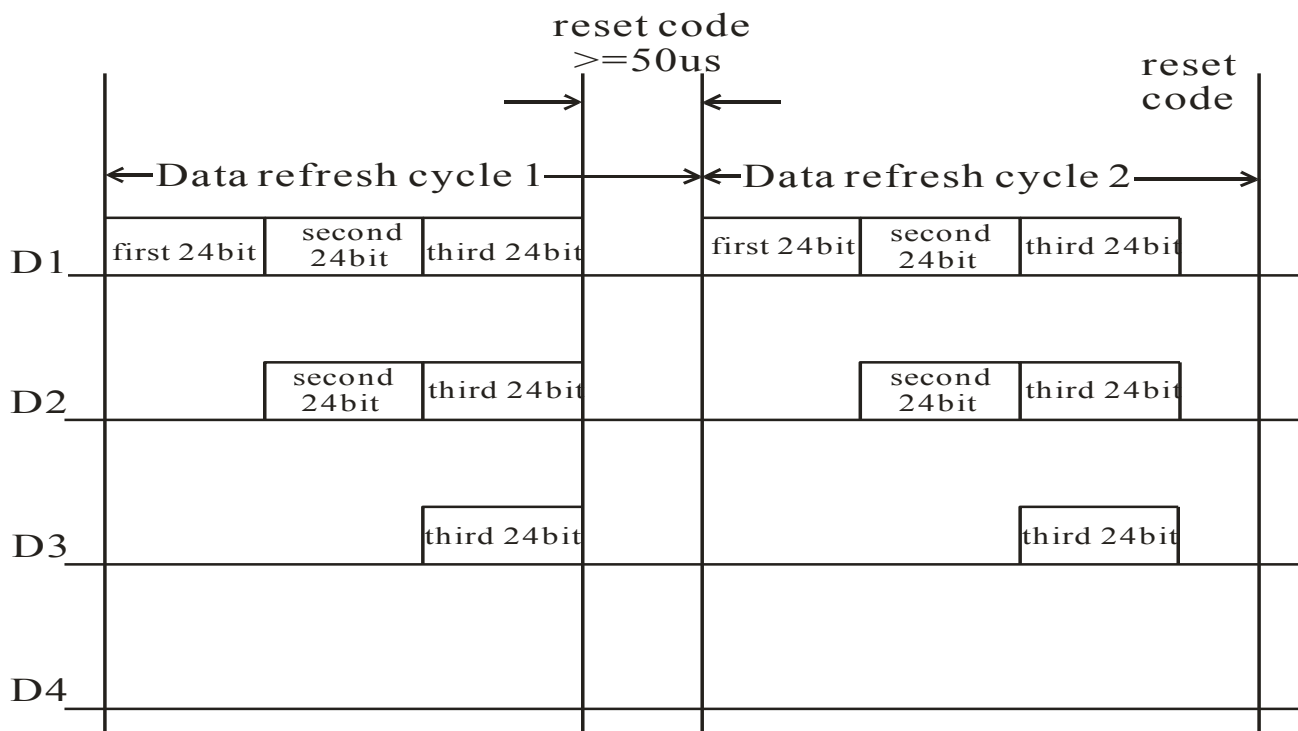 reset code
>=50us
reset
code
Data refresh cycle 1
Data refresh cycle 2
D1
first 24bit
second
24bit
third 24bit
first 24bit
second
24bit
third 24bit
D2
second
24bit
third 24bit
second
24bit
third 24bit
D3
third 24bit
third 24bit
D4